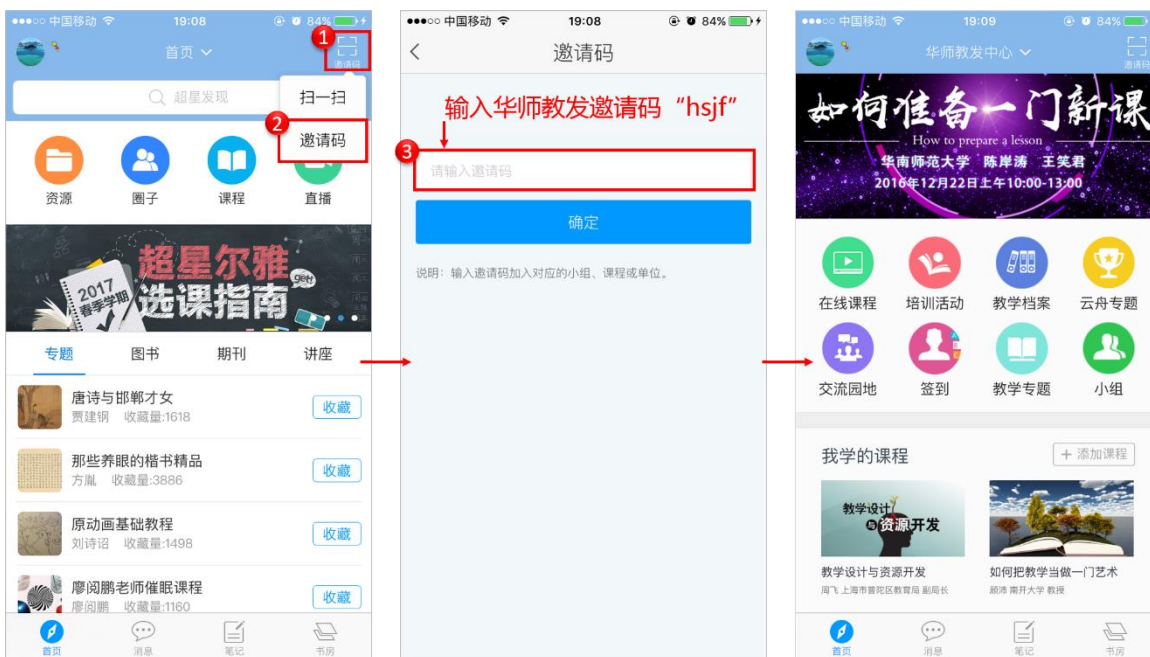 ●●●○○ 中国移动 19:08 84%
1
首页
邀请码
超星发现
扫一扫
2
邀请码
资源 圈子 课程 直播
超星尔雅
选课指南
2017
春季学期
get!
专题 图书 期刊 讲座
唐诗与邯郸才女
贾建钢 收藏量:1618
收藏
那些养眼的楷书精品
方胤 收藏量:3886
收藏
原动画基础教程
刘诗诏 收藏量:1498
收藏
廖阅鹏老师催眠课程
廖阅鹏 收藏量:1160
收藏
首页 消息 笔记 书房
●●●○○ 中国移动 19:08 84%
邀请码
输入华师教发邀请码“hsjf”
3
请输入邀请码
确定
说明：输入邀请码加入对应的小组、课程或单位。
●●●○○ 中国移动 19:09 84%
华师教发中心
邀请码
如何准备一门新课
How to prepare a lesson
华南师范大学 陈岸涛 王笑君
2016年12月22日上午10:00-13:00
在线课程 培训活动 教学档案 云舟专题
交流园地 签到 教学专题 小组
我学的课程
+ 添加课程
教学设计
与资源开发
教学设计与资源开发
周飞 上海市普陀区教育局 副局长
如何把教学当做一门艺术
顾沛 南开大学 教授
首页 消息 笔记 书房